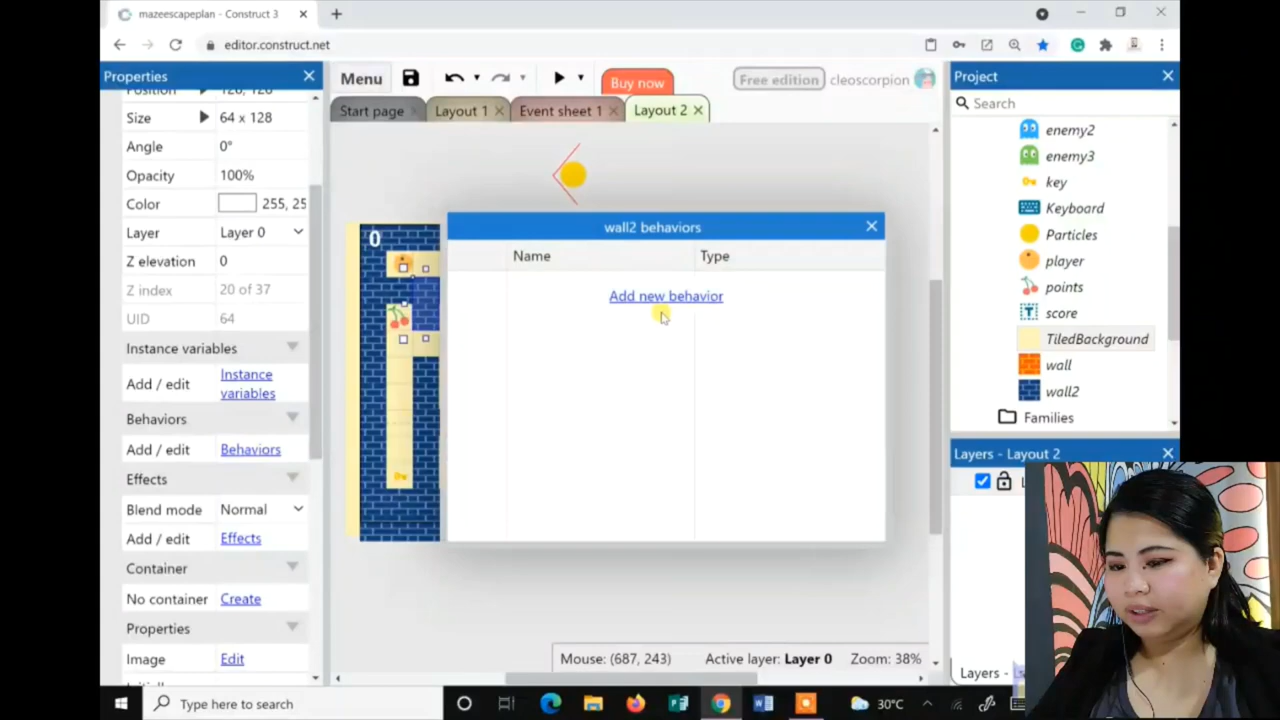 mazeescapeplan - Construct 3
editor.construct.net
Properties
Menu
Buy now
Free edition
cleoscorpion
Project
Start page
Layout 1
Event sheet 1
Layout 2
Search
Position
128, 128
Size
64 x 128
Angle
0°
Opacity
100%
Color
255, 25
Layer
Layer 0
Z elevation
0
Z index
20 of 37
UID
64
Instance variables
Add / edit
Instance
variables
Behaviors
Add / edit
Behaviors
Effects
Blend mode
Normal
Add / edit
Effects
Container
No container
Create
Properties
Image
Edit
0
wall2 behaviors
Name
Type
Add new behavior
enemy2
enemy3
key
Keyboard
Particles
player
points
score
TiledBackground
wall
wall2
Families
Layers - Layout 2
Mouse: (687, 243)
Active layer: Layer 0
Zoom: 38%
Layers -
Type here to search
30°C